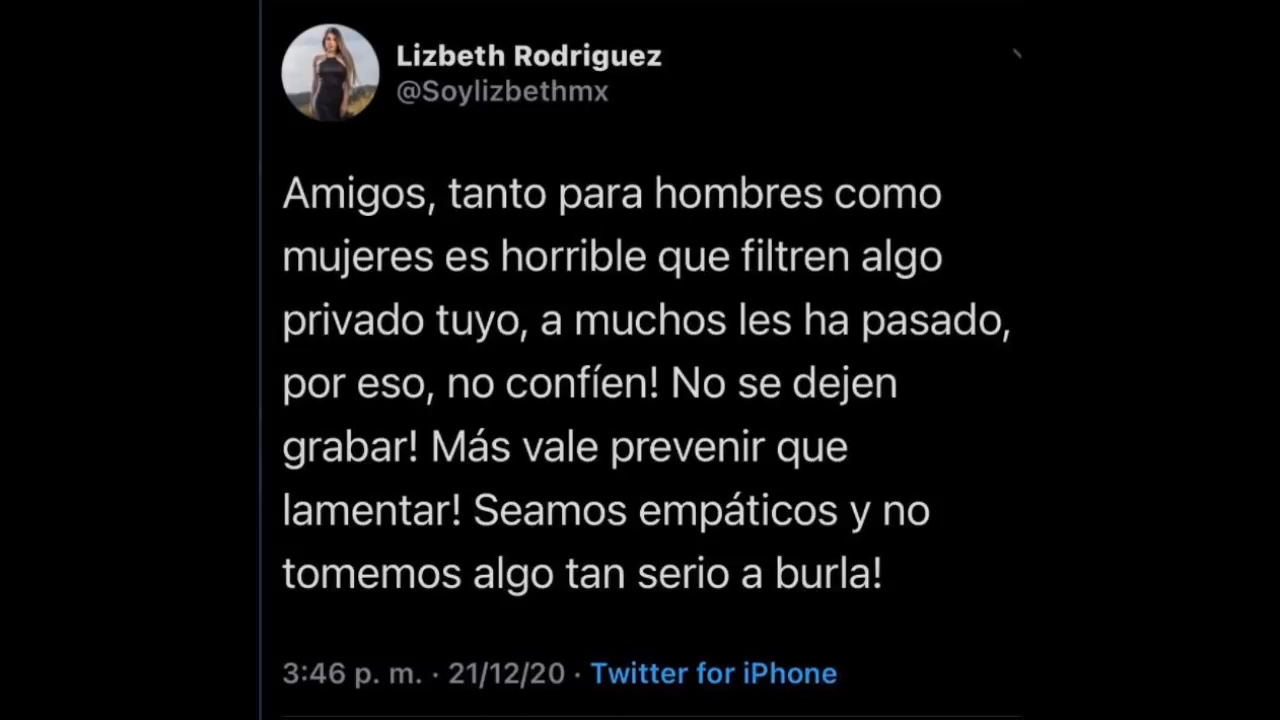 Lizbeth Rodriguez
@Soylizbethmx
Amigos, tanto para hombres como
mujeres es horrible que filtren algo
privado tuyo, a muchos les ha pasado,
por eso, no confíen! No se dejen
grabar! Más vale prevenir que
lamentar! Seamos empáticos y no
tomemos algo tan serio a burla!
3:46 p. m. · 21/12/20 · Twitter for iPhone